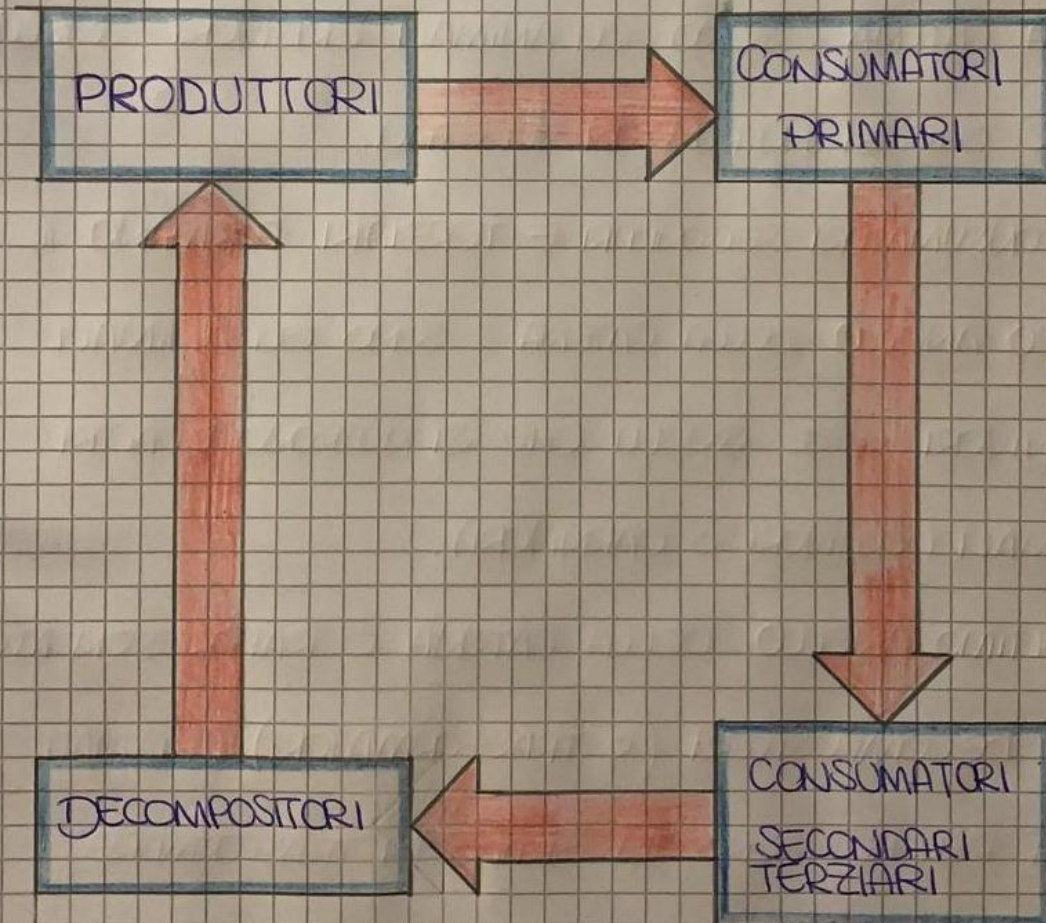 PRODUTTORI
CONSUMATORI
PRIMARI
DECOMPOSITORI
CONSUMATORI
SECONDARI
TERZIARI